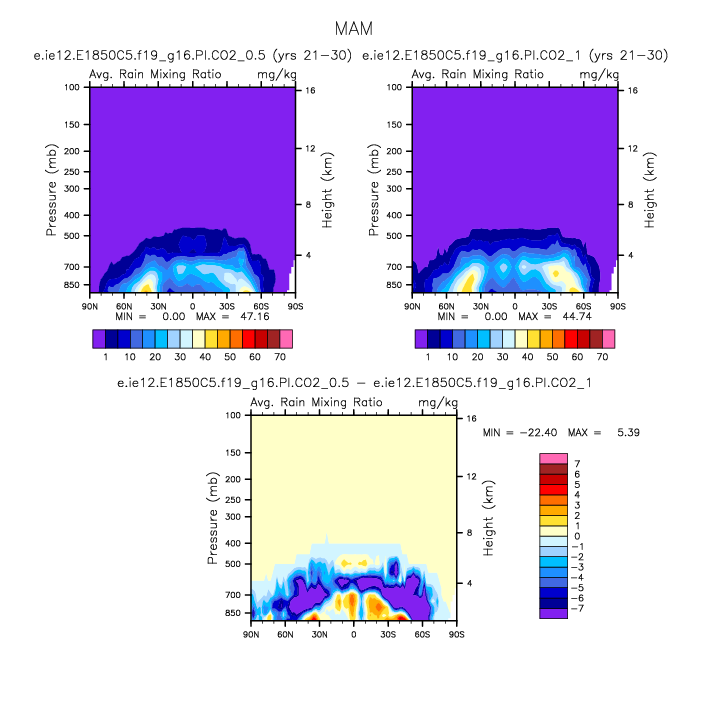 MAM
e.ie12.E1850C5.f19_g16.PI.CO2_0.5 (yrs 21-30) e.ie12.E1850C5.f19_g16.PI.CO2_1 (yrs 21-30)
Avg. Rain Mixing Ratio mg/kg
100
150
200
250
300
400
500
700
850
Pressure (mb)
16
12
8
4
Height (km)
90N 60N 30N 0 30S 60S 90S
MIN = 0.00 MAX = 47.16
1 10 20 30 40 50 60 70
Avg. Rain Mixing Ratio mg/kg
100
150
200
250
300
400
500
700
850
Pressure (mb)
16
12
8
4
Height (km)
90N 60N 30N 0 30S 60S 90S
MIN = 0.00 MAX = 44.74
1 10 20 30 40 50 60 70
e.ie12.E1850C5.f19_g16.PI.CO2_0.5 - e.ie12.E1850C5.f19_g16.PI.CO2_1
Avg. Rain Mixing Ratio mg/kg
100
150
200
250
300
400
500
700
850
Pressure (mb)
16
12
8
4
Height (km)
90N 60N 30N 0 30S 60S 90S
MIN = -22.40 MAX = 5.39
7
6
5
4
3
2
1
0
-1
-2
-3
-4
-5
-6
-7